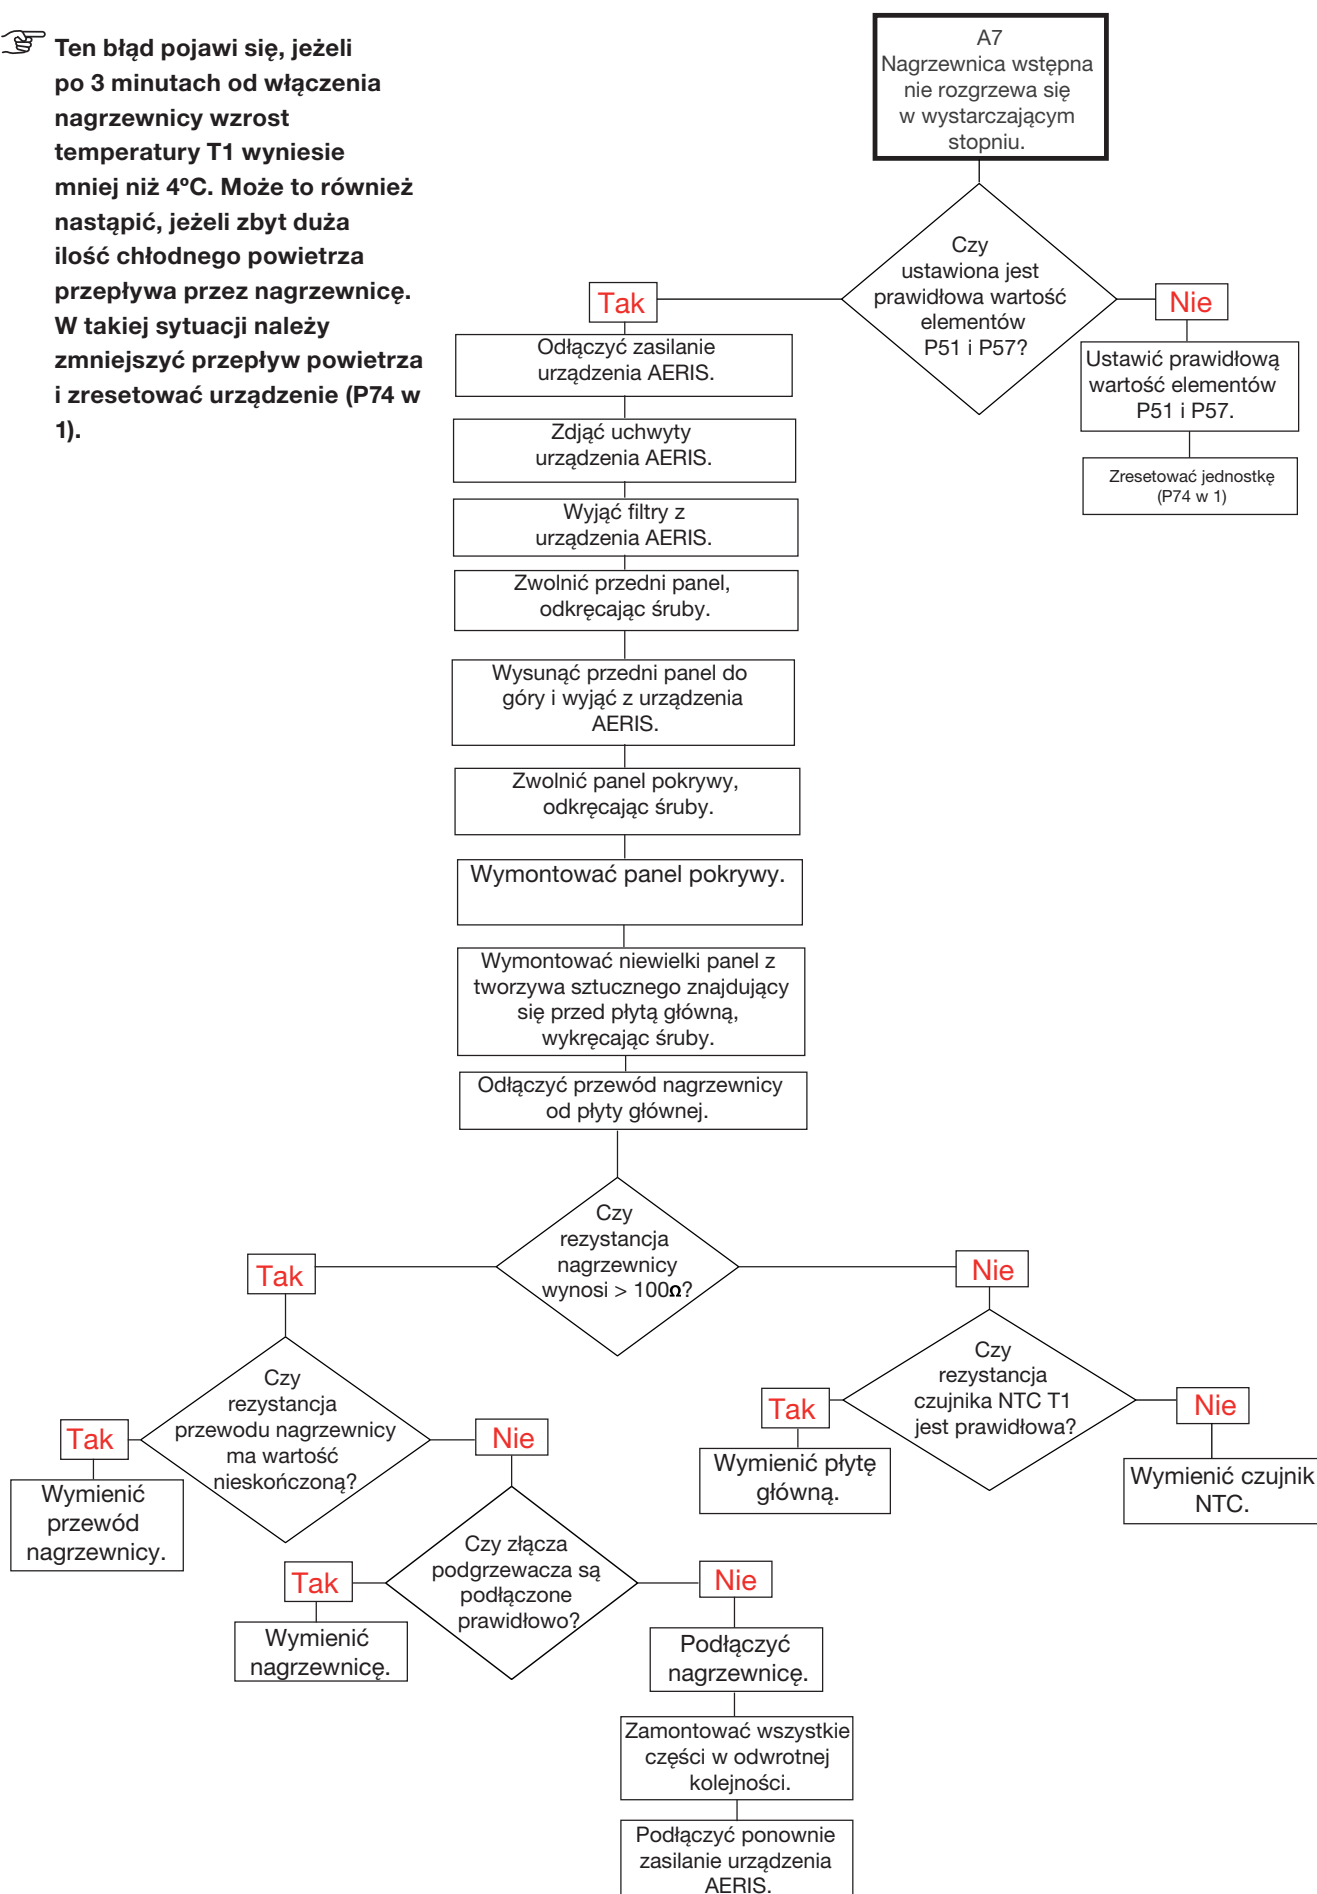 Ten błąd pojawi się, jeżeli
po 3 minutach od włączenia
nagrzewnicy wzrost
temperatury T1 wyniesie
mniej niż 4ºC. Może to również
nastąpić, jeżeli zbyt duża
ilość chłodnego powietrza
przepływa przez nagrzewnicę.
W takiej sytuacji należy
zmniejszyć przepływ powietrza
i zresetować urządzenie (P74 w
1).
A7
Nagrzewnica wstępna
nie rozgrzewa się
w wystarczającym
stopniu.
Czy
ustawiona jest
prawidłowa wartość
elementów
P51 i P57?
Tak
Nie
Odłączyć zasilanie
urządzenia AERIS.
Ustawić prawidłową
wartość elementów
P51 i P57.
Zresetować jednostkę
(P74 w 1)
Zdjąć uchwyty
urządzenia AERIS.
Wyjąć filtry z
urządzenia AERIS.
Zwolnić przedni panel,
odkręcając śruby.
Wysunąć przedni panel do
góry i wyjąć z urządzenia
AERIS.
Zwolnić panel pokrywy,
odkręcając śruby.
Wymontować panel pokrywy.
Wymontować niewielki panel z
tworzywa sztucznego znajdujący
się przed płytą główną,
wykręcając śruby.
Odłączyć przewód nagrzewnicy
od płyty głównej.
Czy
rezystancja
nagrzewnicy
wynosi > 100Ω?
Tak
Nie
Czy
rezystancja
przewodu nagrzewnicy
ma wartość
nieskończoną?
Czy
rezystancja
czujnika NTC T1
jest prawidłowa?
Tak
Nie
Tak
Nie
Wymienić
przewód
nagrzewnicy.
Wymienić płytę
główną.
Wymienić czujnik
NTC.
Czy złącza
podgrzewacza są
podłączone
prawidłowo?
Tak
Nie
Wymienić
nagrzewnicę.
Podłączyć
nagrzewnicę.
Zamontować wszystkie
części w odwrotnej
kolejności.
Podłączyć ponownie
zasilanie urządzenia
AERIS.